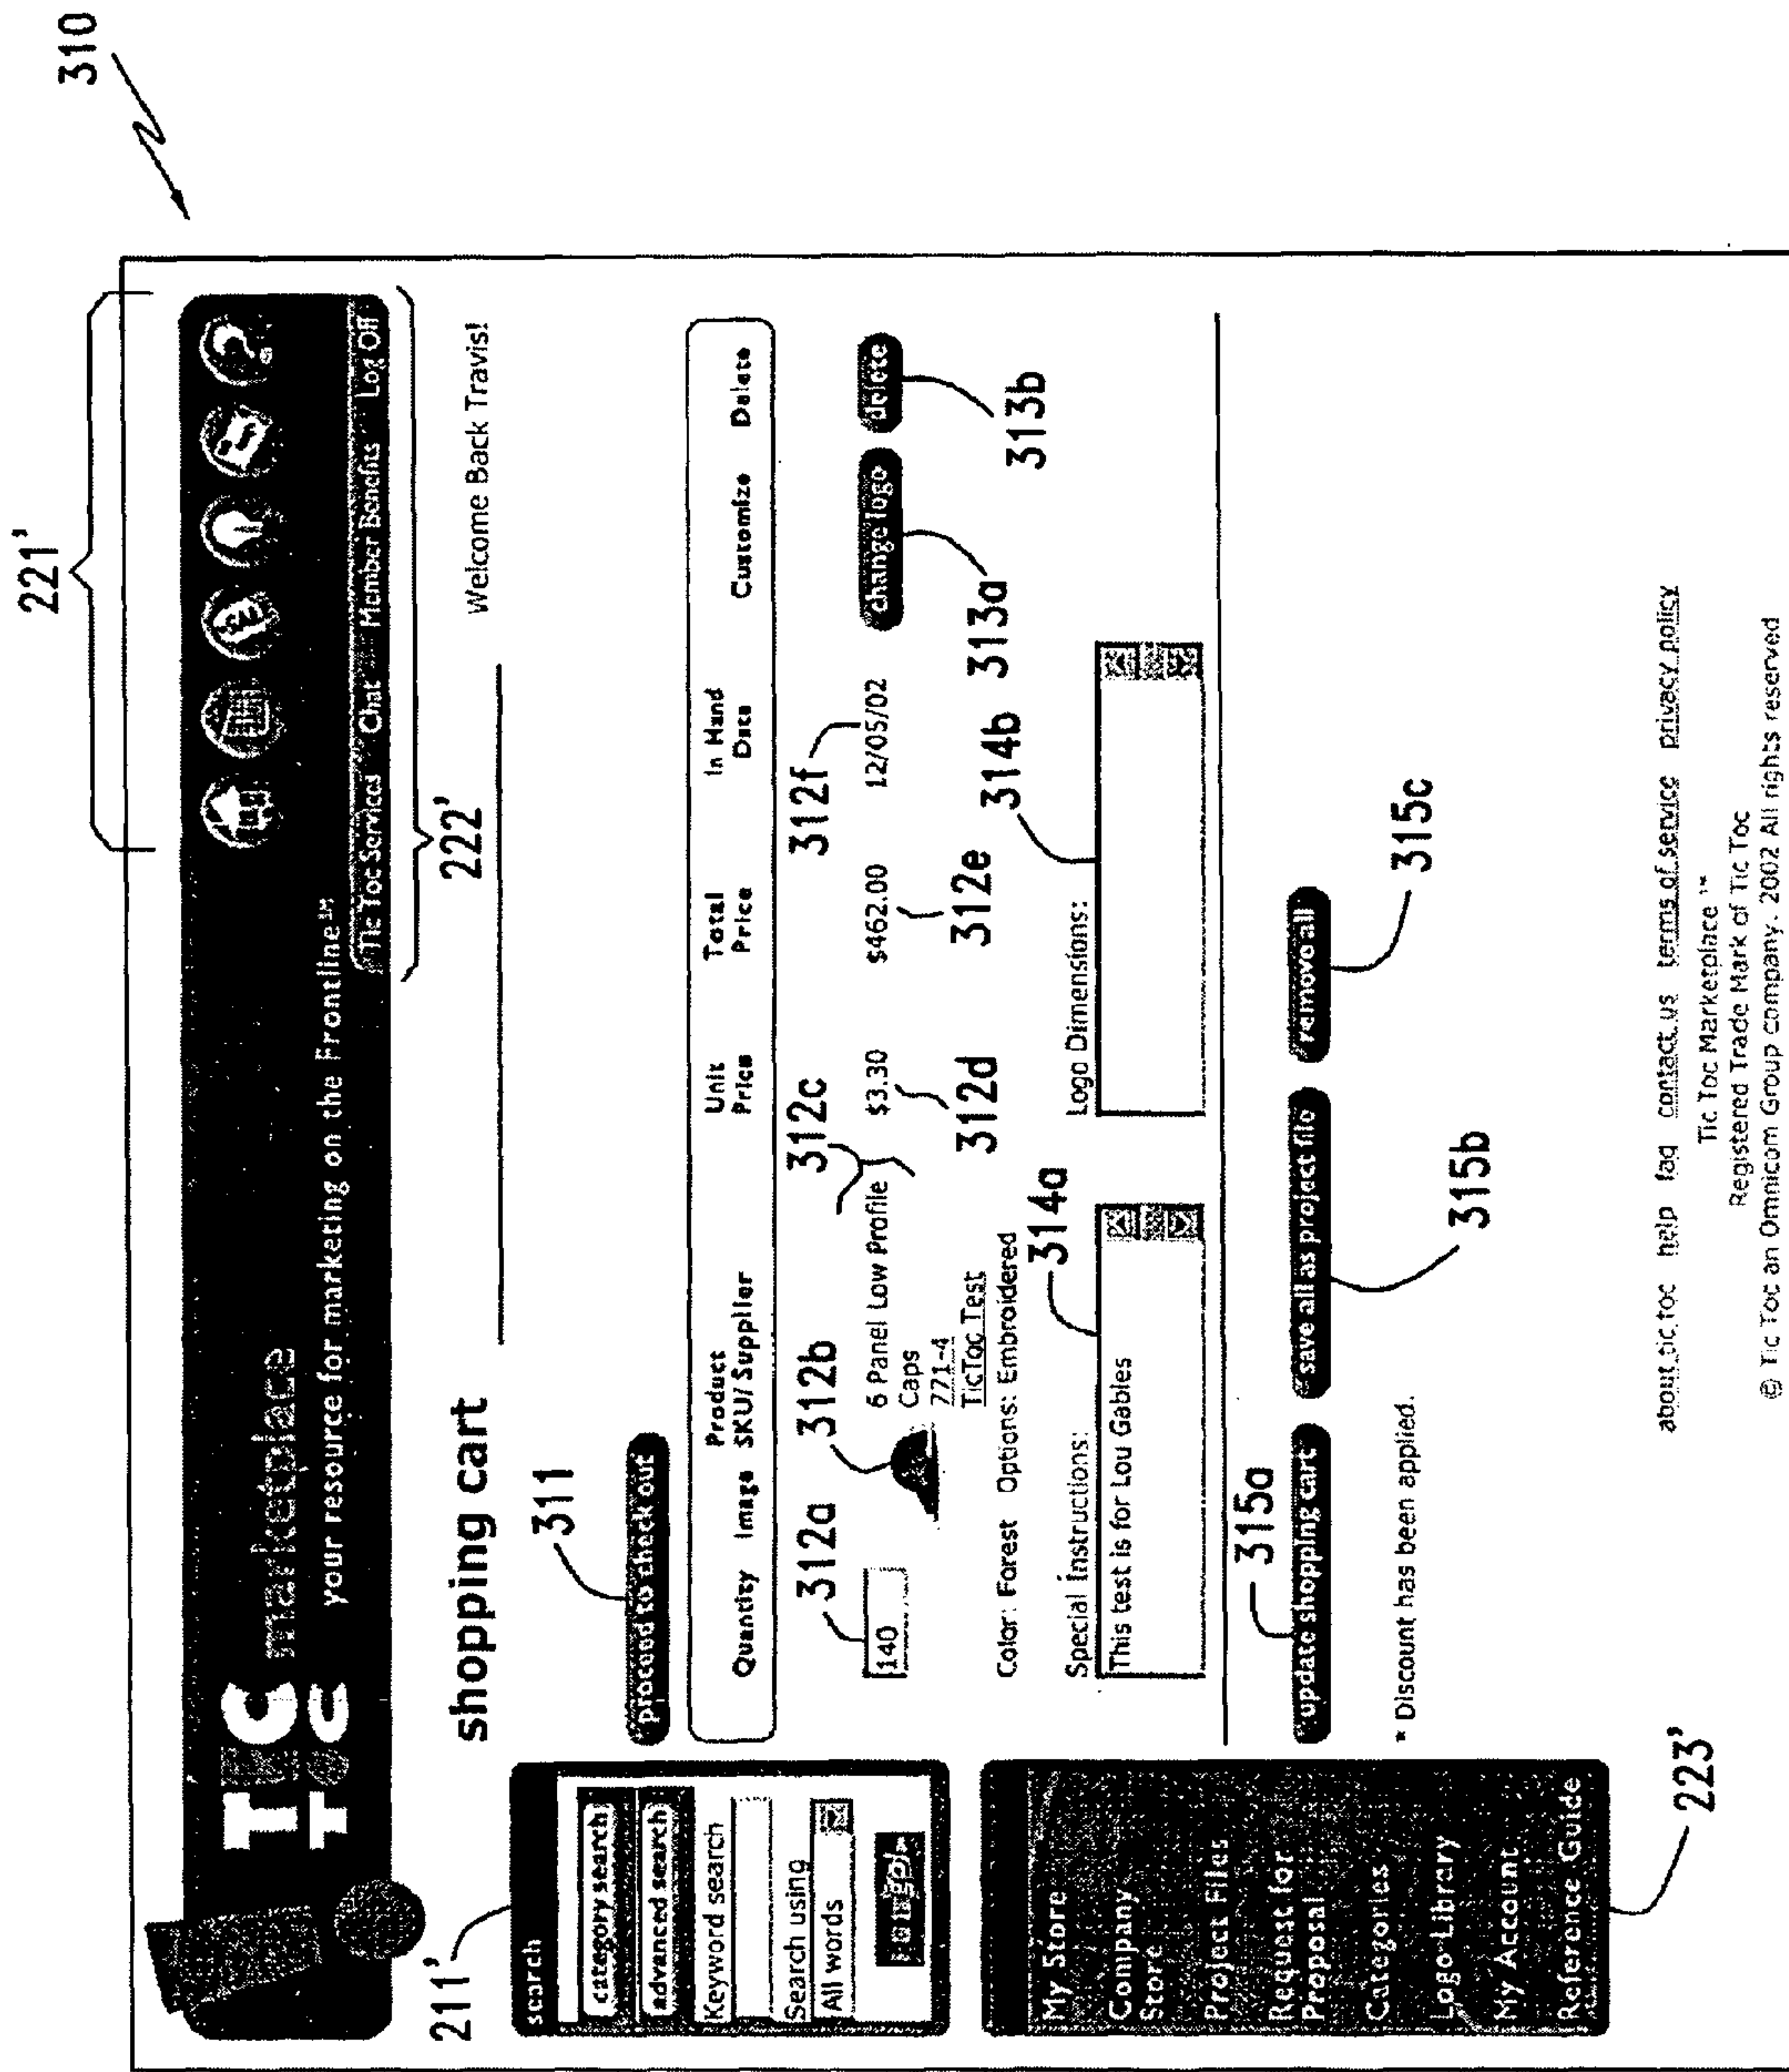 310
221'
TIC marketplace
TOC your resource for marketing on the Frontline℠
Tic Toc Services Chat Member Benefits Log Off
222'
shopping cart
Welcome Back Travis!
211'
search
category search
advanced search
Keyword search
Search using
All words
go
My Store
Company
Store
Project Files
Request for
Proposal
Categories
Logo Library
My Account
Reference Guide
223'
311
proceed to check out
Quantity Image Product SKU/ Supplier Unit Price Total Price In Hand Date Customize Delete
312a 312b 312c 312f
140 6 Panel Low Profile $3.30 $462.00 12/05/02 change logo delete
Caps
771-4
TicToc Test
312d 312e 314b 313a 313b
Color: Forest Options: Embroidered
314a
Special Instructions: Logo Dimensions:
This test is for Lou Gables
315a
update shopping cart save all as project file remove all
315b 315c
* Discount has been applied.
about tic toc help faq contact us terms of service privacy policy
Tic Toc Marketplace ™
Registered Trade Mark of Tic Toc
© Tic Toc an Omnicom Group company. 2002 All rights reserved